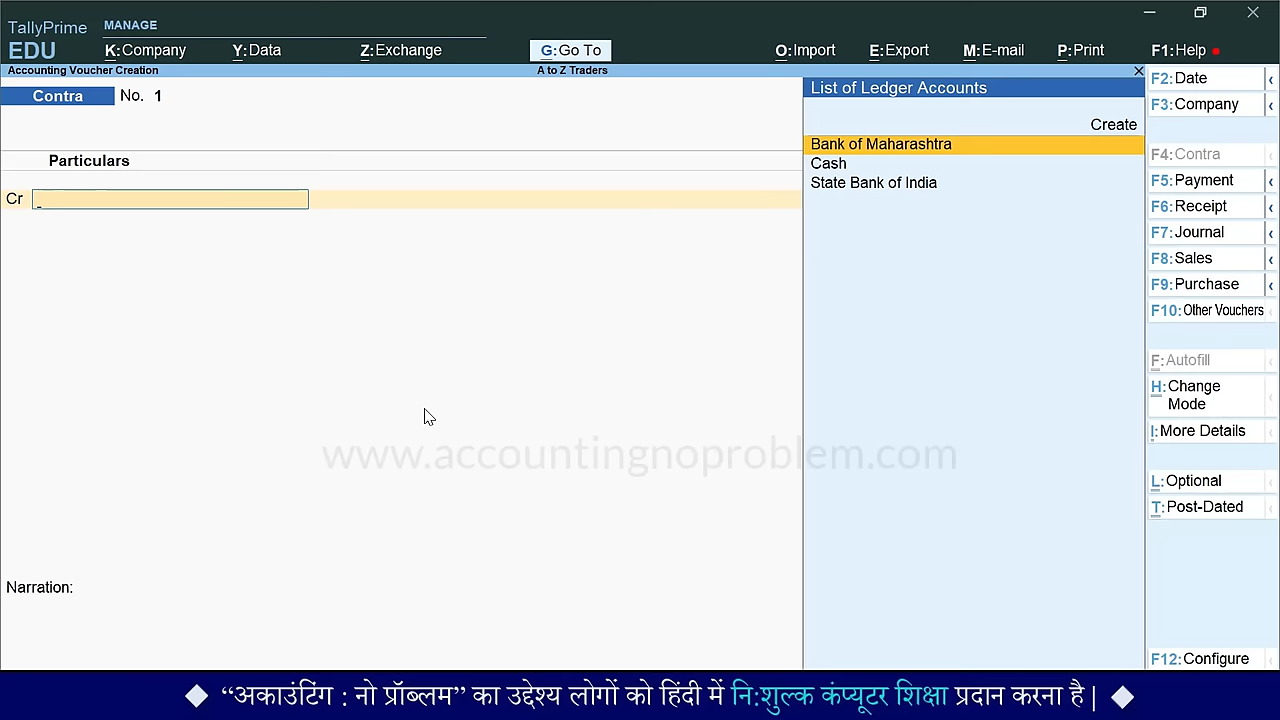 TallyPrime
EDU
MANAGE
K:Company
Y:Data
Z:Exchange
G:Go To
O:Import
E:Export
M:E-mail
P:Print
F1:Help
Accounting Voucher Creation
A to Z Traders
Contra
No. 1
Particulars
Cr
Narration:
List of Ledger Accounts
Create
Bank of Maharashtra
Cash
State Bank of India
F2:Date
F3:Company
F4:Contra
F5:Payment
F6:Receipt
F7:Journal
F8:Sales
F9:Purchase
F10:Other Vouchers
F:Autofill
H:Change
Mode
I:More Details
L:Optional
T:Post-Dated
F12:Configure
www.accountingnoproblem.com
“अकाउंटिंग : नो प्रॉब्लम” का उद्देश्य लोगों को हिंदी में नि:शुल्क कंप्यूटर शिक्षा प्रदान करना है|